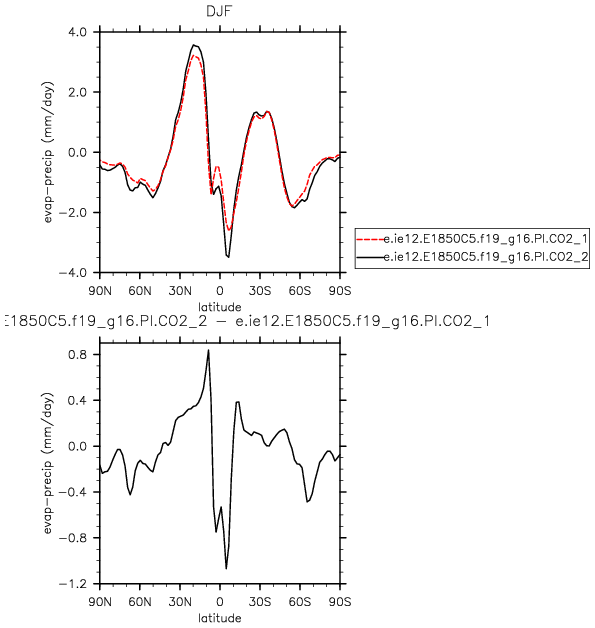 DJF
4.0
2.0
0.0
−2.0
−4.0
evap−precip (mm/day)
90N 60N 30N 0 30S 60S 90S
latitude
e.ie12.E1850C5.f19_g16.PI.CO2_1
e.ie12.E1850C5.f19_g16.PI.CO2_2
E1850C5.f19_g16.PI.CO2_2 − e.ie12.E1850C5.f19_g16.PI.CO2_1
0.8
0.4
0.0
−0.4
−0.8
−1.2
evap−precip (mm/day)
90N 60N 30N 0 30S 60S 90S
latitude